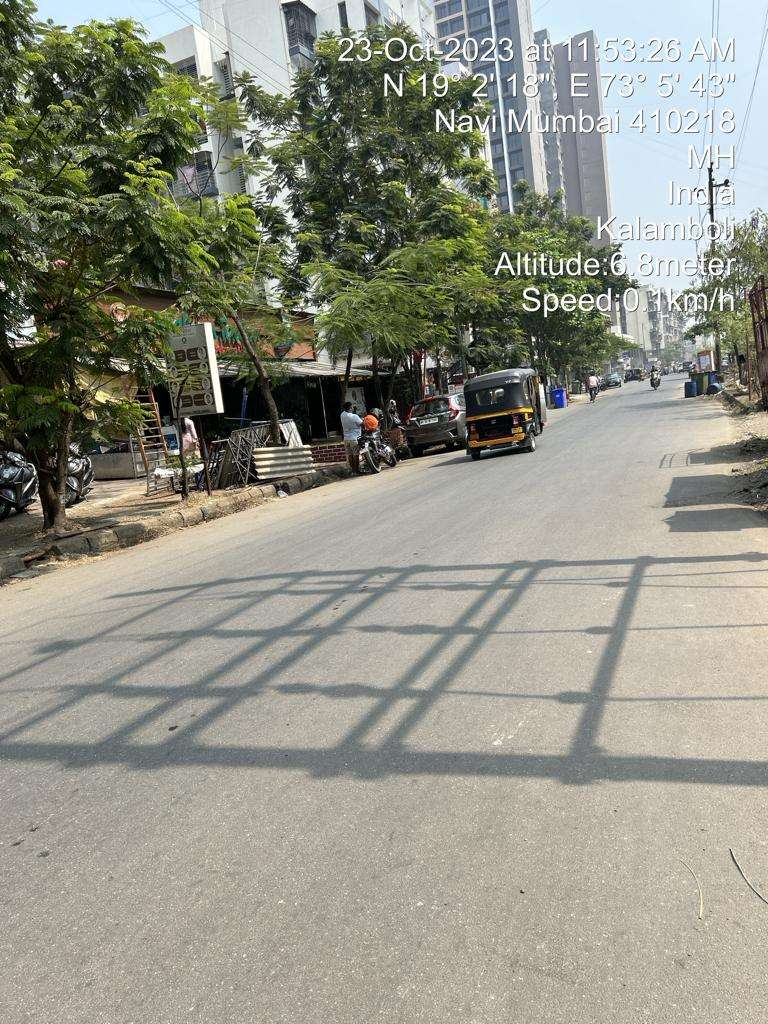 23-Oct-2023 at 11:53:26 AM
N 19° 2' 18" E 73° 5' 43"
Navi Mumbai 410218
MH
India
Kalamboli
Altitude:6.8meter
Speed:0.1km/h